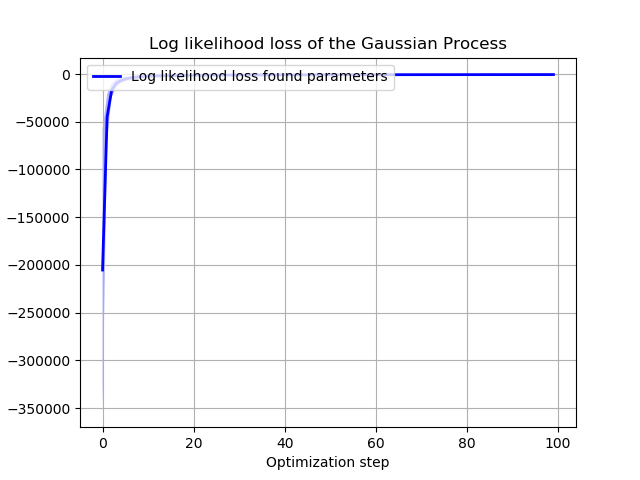 Log likelihood loss of the Gaussian Process
Log likelihood loss found parameters
0
−50000
−100000
−150000
−200000
−250000
−300000
−350000
0 20 40 60 80 100
Optimization step